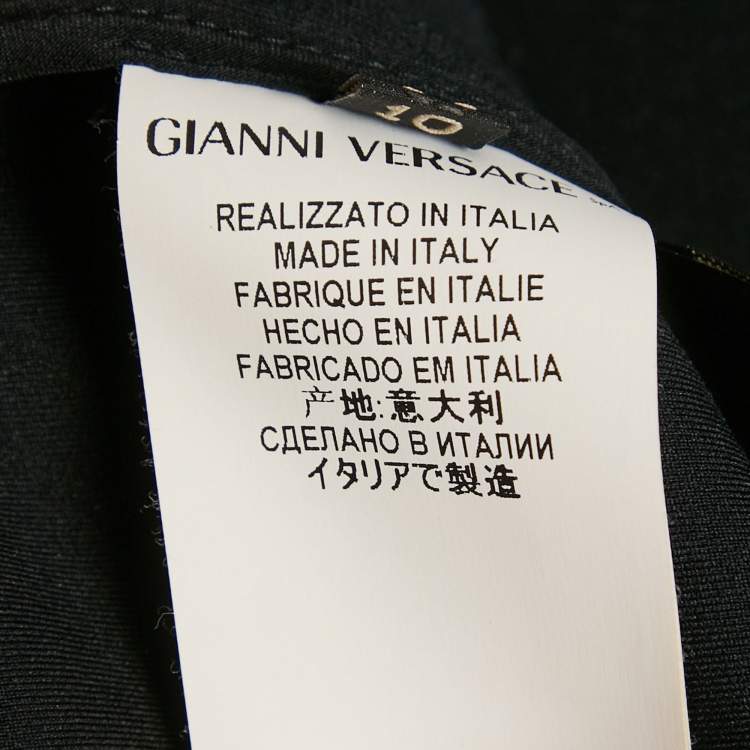 10
GIANNI VERSACE
REALIZZATO IN ITALIA
MADE IN ITALY
FABRIQUE EN ITALIE
HECHO EN ITALIA
FABRICADO EM ITALIA
产地:意大利
СДЕЛАНО В ИТАЛИИ
イタリアで製造